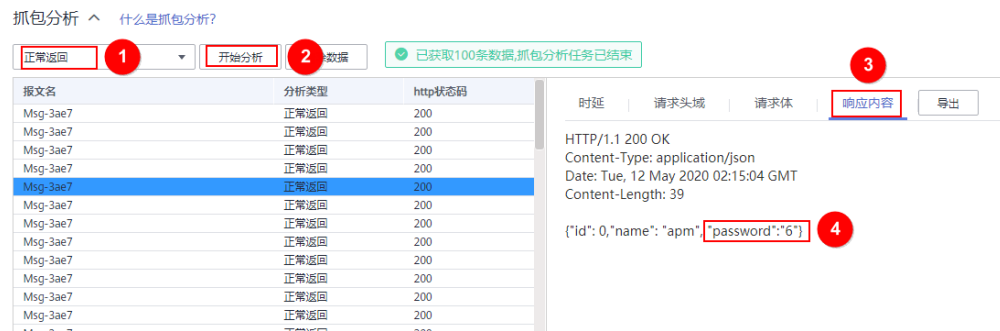 抓包分析 什么是抓包分析?
正常返回 1 开始分析 2 数据 已获取100条数据,抓包分析任务已结束
3
报文名 分析类型 http状态码
时延 请求头域 请求体 响应内容 导出
Msg-3ae7 正常返回 200
Msg-3ae7 正常返回 200
Msg-3ae7 正常返回 200
Msg-3ae7 正常返回 200
Msg-3ae7 正常返回 200
Msg-3ae7 正常返回 200
Msg-3ae7 正常返回 200
Msg-3ae7 正常返回 200
Msg-3ae7 正常返回 200
Msg-3ae7 正常返回 200
Msg-3ae7 正常返回 200
Msg-3ae7 正常返回 200
Msg-3ae7 正常返回 200
HTTP/1.1 200 OK
Content-Type: application/json
Date: Tue, 12 May 2020 02:15:04 GMT
Content-Length: 39
{"id": 0,"name": "apm", "password":"6"} 4